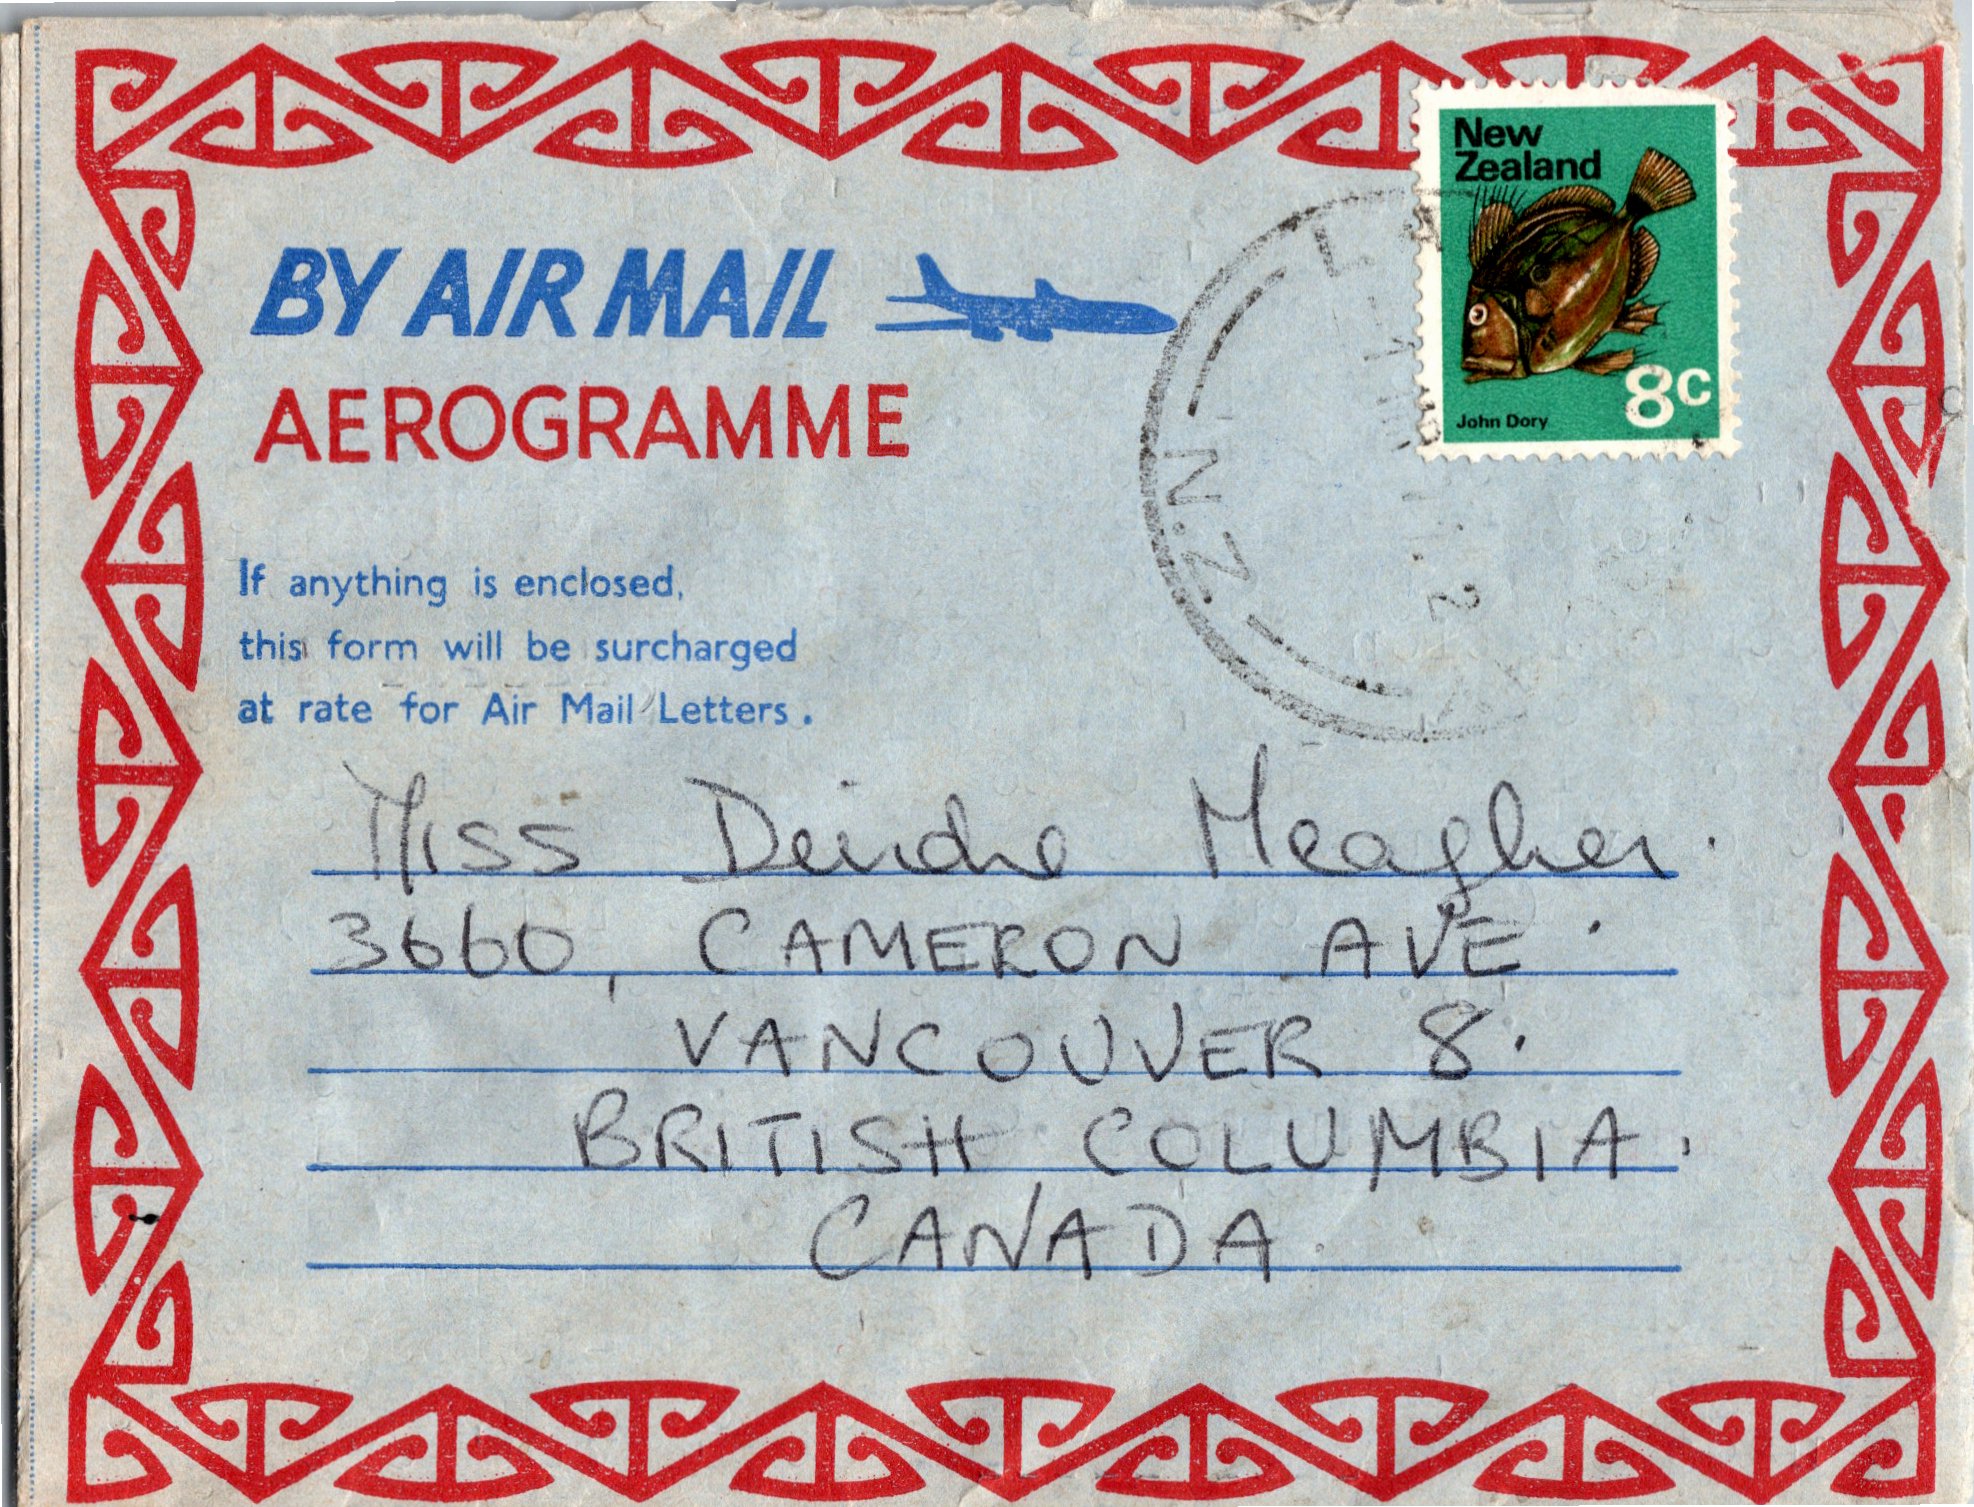 New
Zealand
8c
John Dory
BY AIR MAIL
AEROGRAMME
If anything is enclosed,
this form will be surcharged
at rate for Air Mail Letters.
N.Z.
Miss Deirdre Meagher.
3660, CAMERON AVE.
VANCOUVER 8.
BRITISH COLUMBIA.
CANADA.